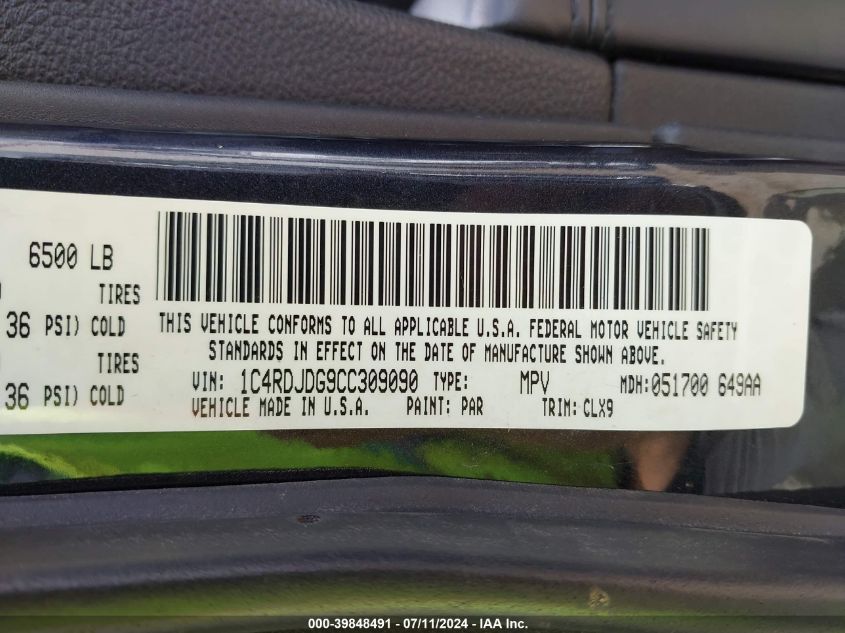 6500 LB
TIRES
36 PSI) COLD
TIRES
36 PSI) COLD
THIS VEHICLE CONFORMS TO ALL APPLICABLE U.S.A. FEDERAL MOTOR VEHICLE SAFETY
STANDARDS IN EFFECT ON THE DATE OF MANUFACTURE SHOWN ABOVE.
VIN: 1C4RDJDG9CC309090 TYPE: MPV MDH:051700 649AA
VEHICLE MADE IN U.S.A. PAINT: PAR TRIM: CLX9
000-39848491 - 07/11/2024 - IAA Inc.